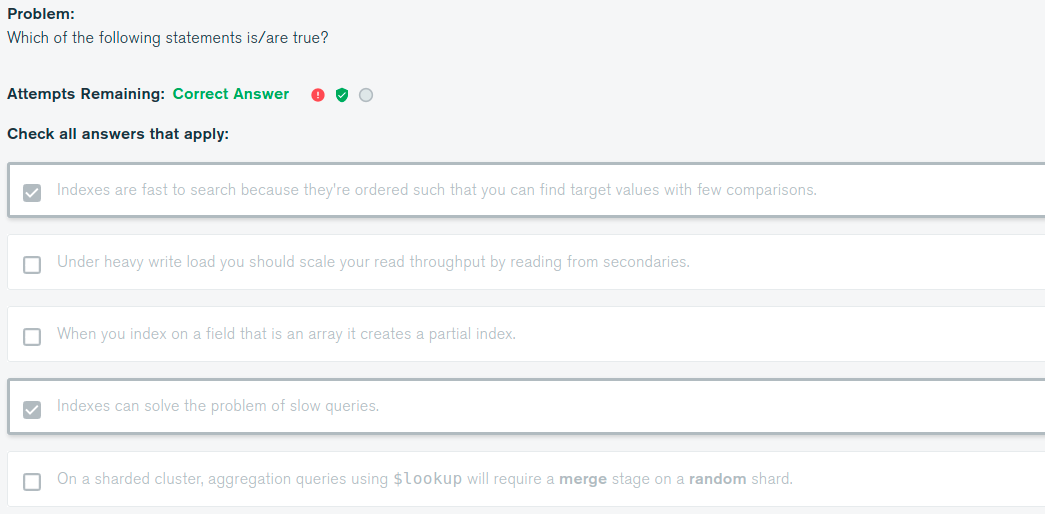 Problem:
Which of the following statements is/are true?
Attempts Remaining: Correct Answer
Check all answers that apply:
Indexes are fast to search because they're ordered such that you can find target values with few comparisons.
Under heavy write load you should scale your read throughput by reading from secondaries.
When you index on a field that is an array it creates a partial index.
Indexes can solve the problem of slow queries.
On a sharded cluster, aggregation queries using $lookup will require a merge stage on a random shard.